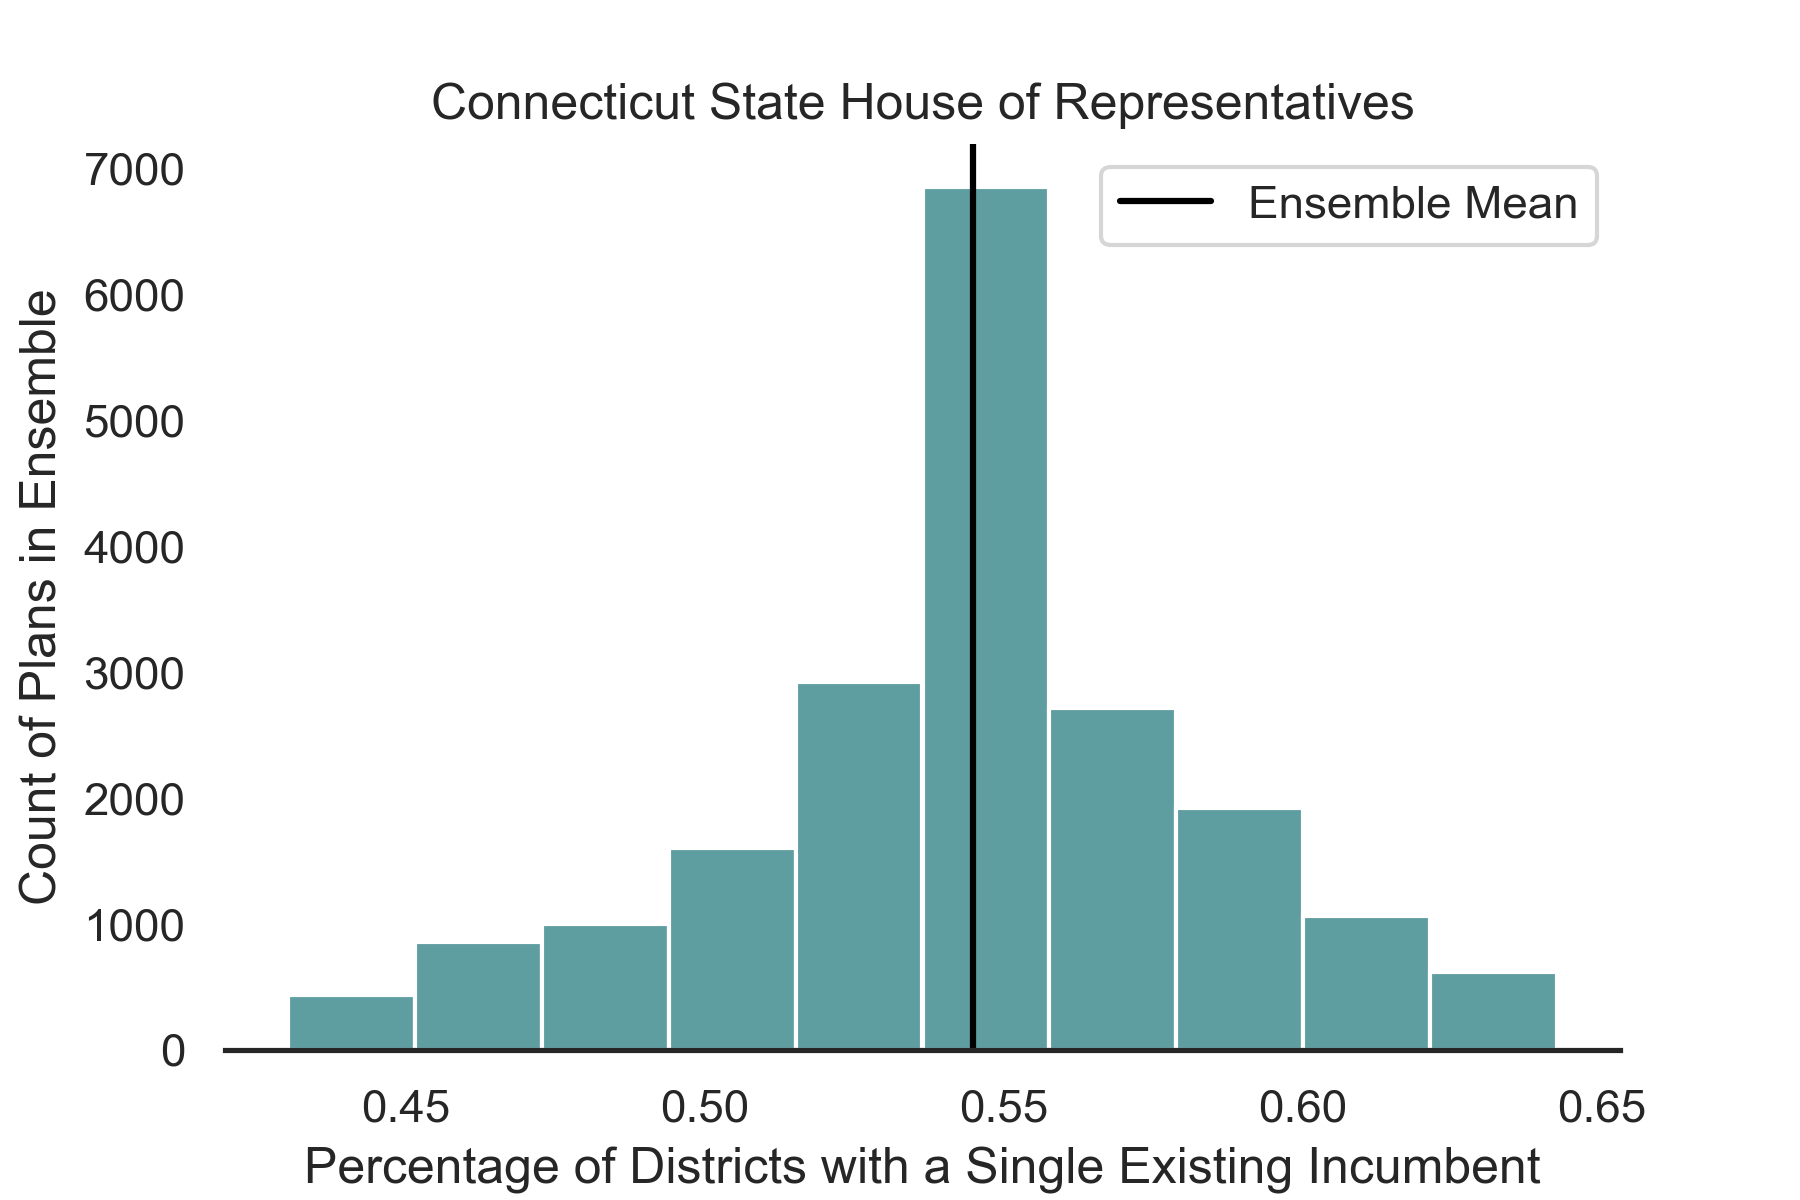 Connecticut State House of Representatives
Ensemble Mean
Count of Plans in Ensemble
7000
6000
5000
4000
3000
2000
1000
0
0.45 0.50 0.55 0.60 0.65
Percentage of Districts with a Single Existing Incumbent